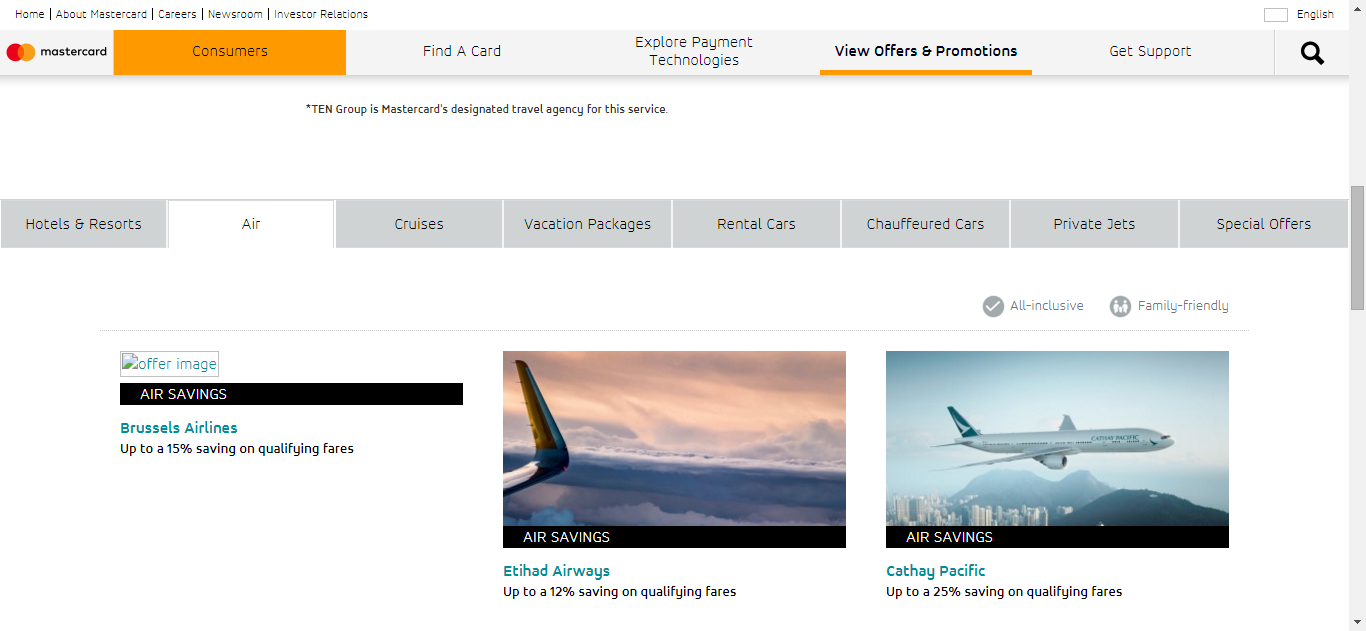 Home | About Mastercard | Careers | Newsroom | Investor Relations
English
mastercard
Consumers
Find A Card
Explore Payment
Technologies
View Offers & Promotions
Get Support
*TEN Group is Mastercard's designated travel agency for this service.
Hotels & Resorts
Air
Cruises
Vacation Packages
Rental Cars
Chauffeured Cars
Private Jets
Special Offers
All-inclusive
Family-friendly
offer image
AIR SAVINGS
Brussels Airlines
Up to a 15% saving on qualifying fares
AIR SAVINGS
Etihad Airways
Up to a 12% saving on qualifying fares
CATHAY PACIFIC
AIR SAVINGS
Cathay Pacific
Up to a 25% saving on qualifying fares